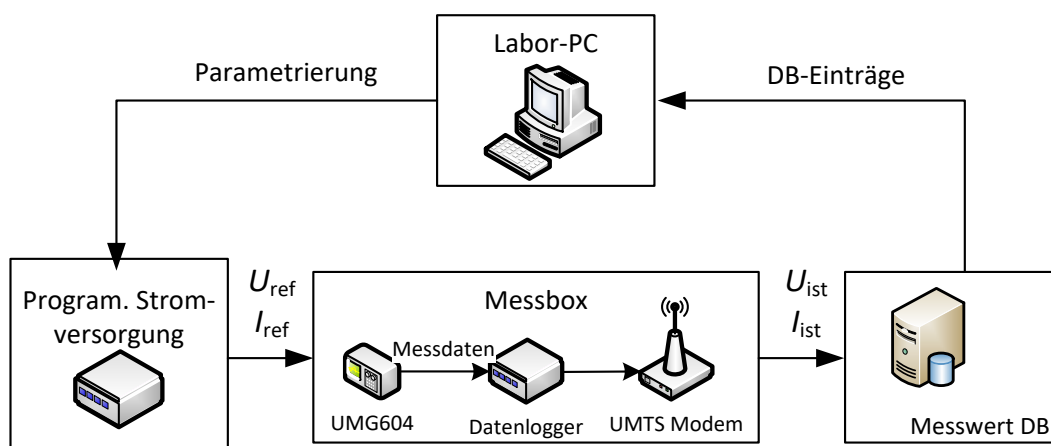 Labor-PC
Parametrierung
DB-Einträge
Program. Strom-
versorgung
Uref
Iref
Messbox
Messdaten
UMG604
Datenlogger
UMTS Modem
Uist
Iist
Messwert DB